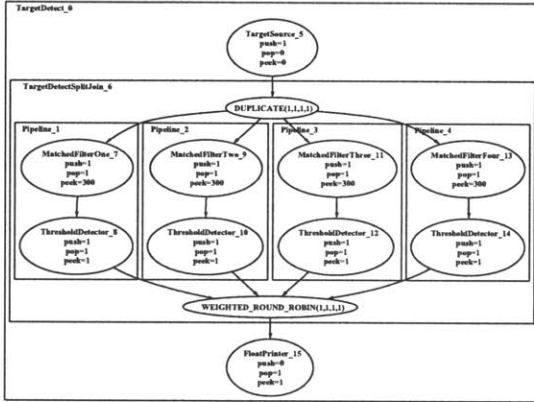 TargetDetect_0
TargetSource_5
push=1
pop=0
peek=0
TargetDetectSplitJoin_6
DUPLICATE(1,1,1,1)
Pipeline_1
MatchedFilterOne_7
push=1
pop=1
peek=300
ThresholdDetector_8
push=1
pop=1
peek=1
Pipeline_2
MatchedFilterTwo_9
push=1
pop=1
peek=300
ThresholdDetector_10
push=1
pop=1
peek=1
Pipeline_3
MatchedFilterThree_11
push=1
pop=1
peek=300
ThresholdDetector_12
push=1
pop=1
peek=1
Pipeline_4
MatchedFilterFour_13
push=1
pop=1
peek=300
ThresholdDetector_14
push=1
pop=1
peek=1
WEIGHTED_ROUND_ROBIN(1,1,1,1)
FloatPrinter_15
push=0
pop=1
peek=1